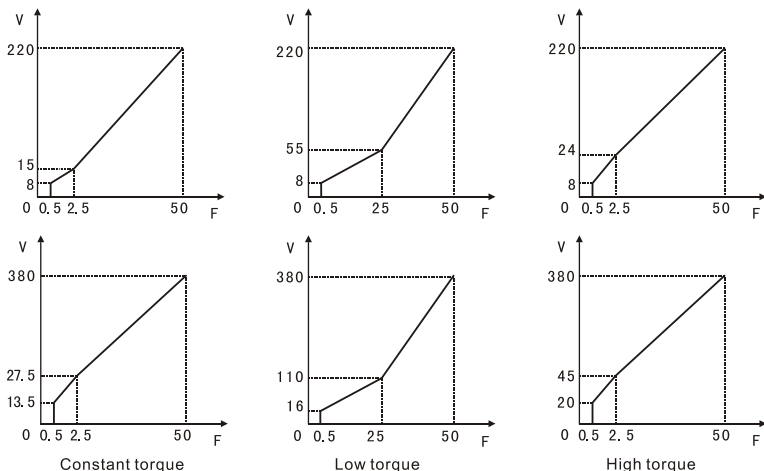 V V V
220 220 220
15 55 24
8 8 8
0 0.5 2.5 50 F 0 0.5 25 50 F 0 0.5 2.5 50 F
V V V
380 380 380
27.5 110 45
13.5 16 20
0 0.5 2.5 50 F 0 0.5 25 50 F 0 0.5 2.5 50 F
Constant torque Low torque High torque